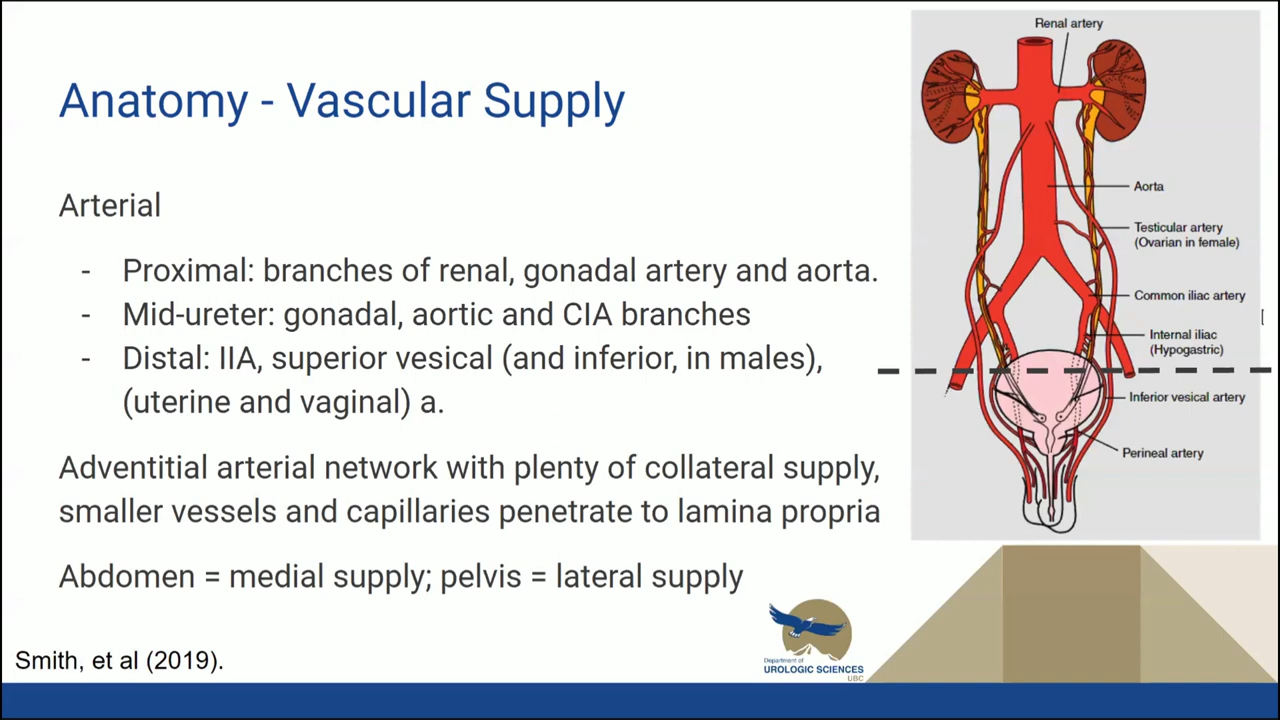 Anatomy - Vascular Supply
Arterial
- Proximal: branches of renal, gonadal artery and aorta.
- Mid-ureter: gonadal, aortic and CIA branches
- Distal: IIA, superior vesical (and inferior, in males),
(uterine and vaginal) a.
Adventitial arterial network with plenty of collateral supply,
smaller vessels and capillaries penetrate to lamina propria
Abdomen = medial supply; pelvis = lateral supply
Smith, et al (2019).
Renal artery
Aorta
Testicular artery
(Ovarian in female)
Common iliac artery
Internal iliac
(Hypogastric)
Inferior vesical artery
Perineal artery
Department of
UROLOGIC SCIENCES
UBC